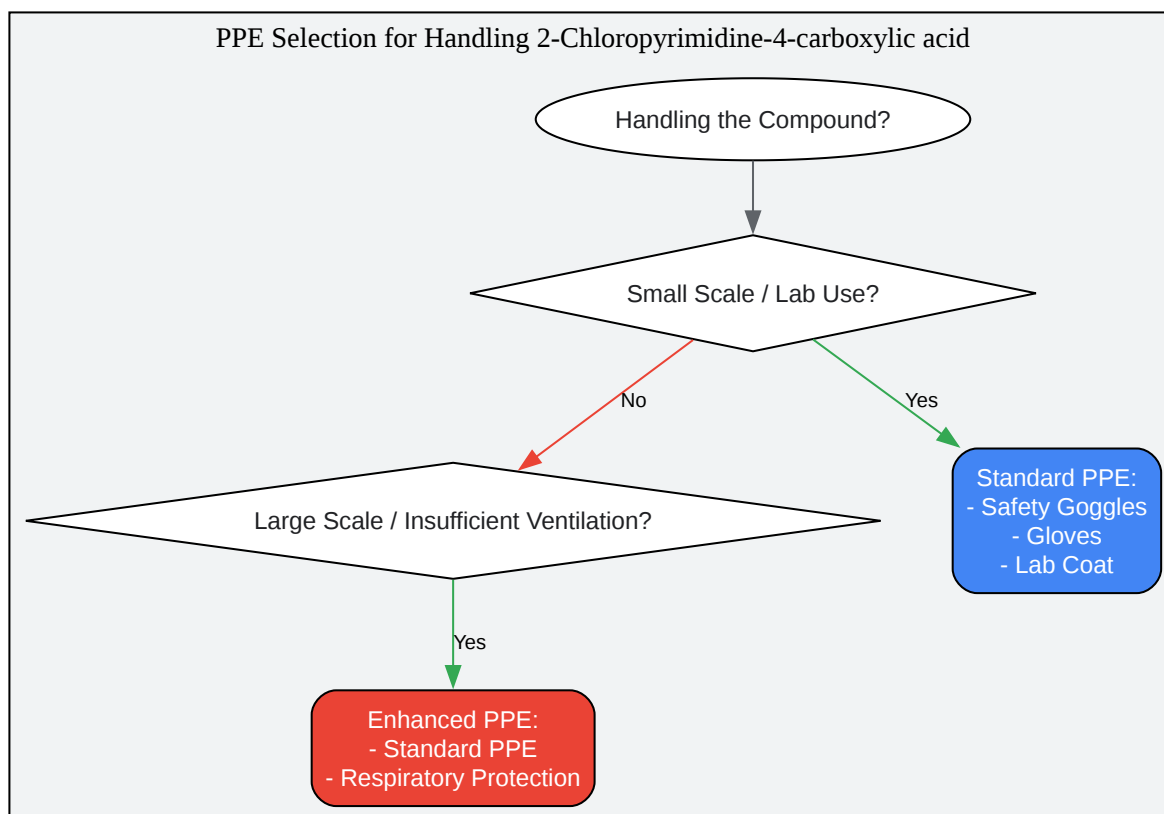 PPE Selection for Handling 2-Chloropyrimidine-4-carboxylic acid
Handling the Compound?
Small Scale / Lab Use?
No
Yes
Large Scale / Insufficient Ventilation?
Standard PPE:
- Safety Goggles
- Gloves
- Lab Coat
Yes
Enhanced PPE:
- Standard PPE
- Respiratory Protection